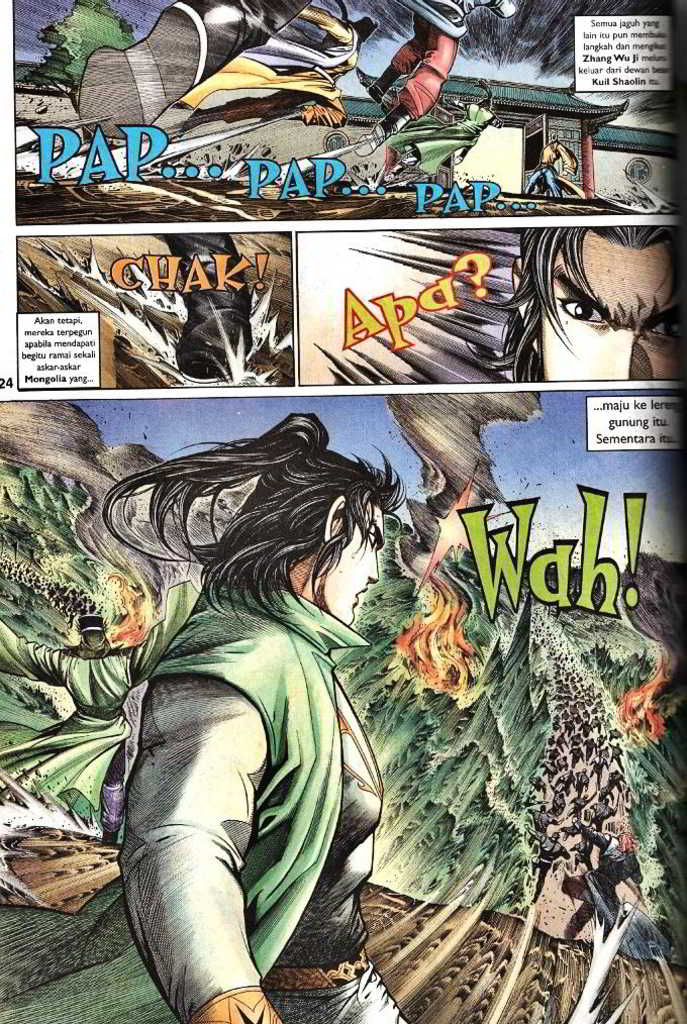 Semua jaguh yang
lain itu pun membuka
langkah dan mengikut
Zhang Wu Ji meluru
keluar dari dewan besar
Kuil Shaolin itu.
PAP... PAP... PAP...
CHAK!
Akan tetapi,
mereka terpegun
apabila mendapati
begitu ramai sekali
askar-askar
Mongolia yang...
Apa?
24
...maju ke lereng
gunung itu.
Sementara itu...
Wah!